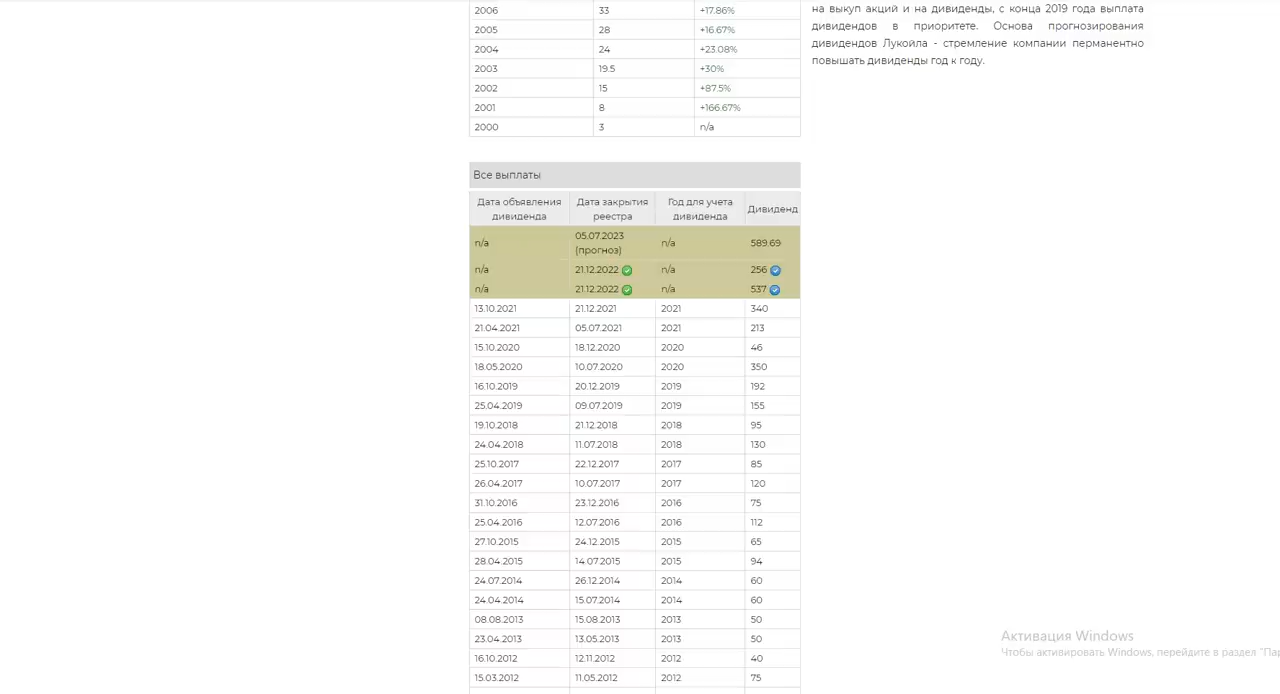 2006 33 +17.86%
2005 28 +16.67%
2004 24 +23.08%
2003 19.5 +30%
2002 15 +87.5%
2001 8 +166.67%
2000 3 n/a
на выкуп акций и на дивиденды, с конца 2019 года выплата
дивидендов в приоритете. Основа прогнозирования
дивидендов Лукойла - стремление компании перманентно
повышать дивиденды год к году.
Все выплаты
Дата объявления дивиденда Дата закрытия реестра Год для учета дивиденда Дивиденд
n/a 05.07.2023 (прогноз) n/a 589.69
n/a 21.12.2022 n/a 256
n/a 21.12.2022 n/a 537
13.10.2021 21.12.2021 2021 340
21.04.2021 05.07.2021 2021 213
15.10.2020 18.12.2020 2020 46
18.05.2020 10.07.2020 2020 350
16.10.2019 20.12.2019 2019 192
25.04.2019 09.07.2019 2019 155
19.10.2018 21.12.2018 2018 95
24.04.2018 11.07.2018 2018 130
25.10.2017 22.12.2017 2017 85
26.04.2017 10.07.2017 2017 120
31.10.2016 23.12.2016 2016 75
25.04.2016 12.07.2016 2016 112
27.10.2015 24.12.2015 2015 65
28.04.2015 14.07.2015 2015 94
24.07.2014 26.12.2014 2014 60
24.04.2014 15.07.2014 2014 60
08.08.2013 15.08.2013 2013 50
23.04.2013 13.05.2013 2013 50
16.10.2012 12.11.2012 2012 40
15.03.2012 11.05.2012 2012 75
Активация Windows
Чтобы активировать Windows, перейдите в раздел "Пар